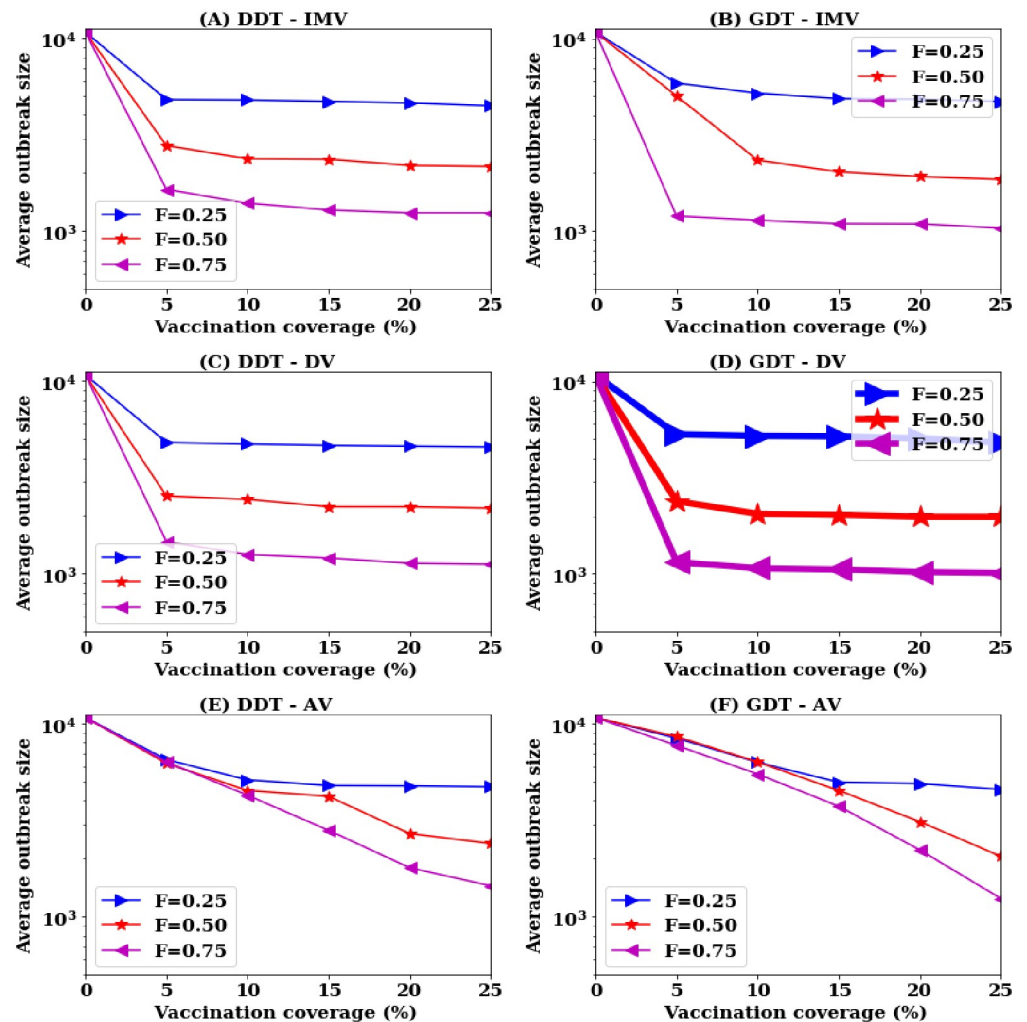 (A) DDT - IMV
Average outbreak size
10⁴
10³
F=0.25
F=0.50
F=0.75
0 5 10 15 20 25
Vaccination coverage (%)
(B) GDT - IMV
Average outbreak size
10⁴
10³
F=0.25
F=0.50
F=0.75
0 5 10 15 20 25
Vaccination coverage (%)
(C) DDT - DV
Average outbreak size
10⁴
10³
F=0.25
F=0.50
F=0.75
0 5 10 15 20 25
Vaccination coverage (%)
(D) GDT - DV
Average outbreak size
10⁴
10³
F=0.25
F=0.50
F=0.75
0 5 10 15 20 25
Vaccination coverage (%)
(E) DDT - AV
Average outbreak size
10⁴
10³
F=0.25
F=0.50
F=0.75
0 5 10 15 20 25
Vaccination coverage (%)
(F) GDT - AV
Average outbreak size
10⁴
10³
F=0.25
F=0.50
F=0.75
0 5 10 15 20 25
Vaccination coverage (%)